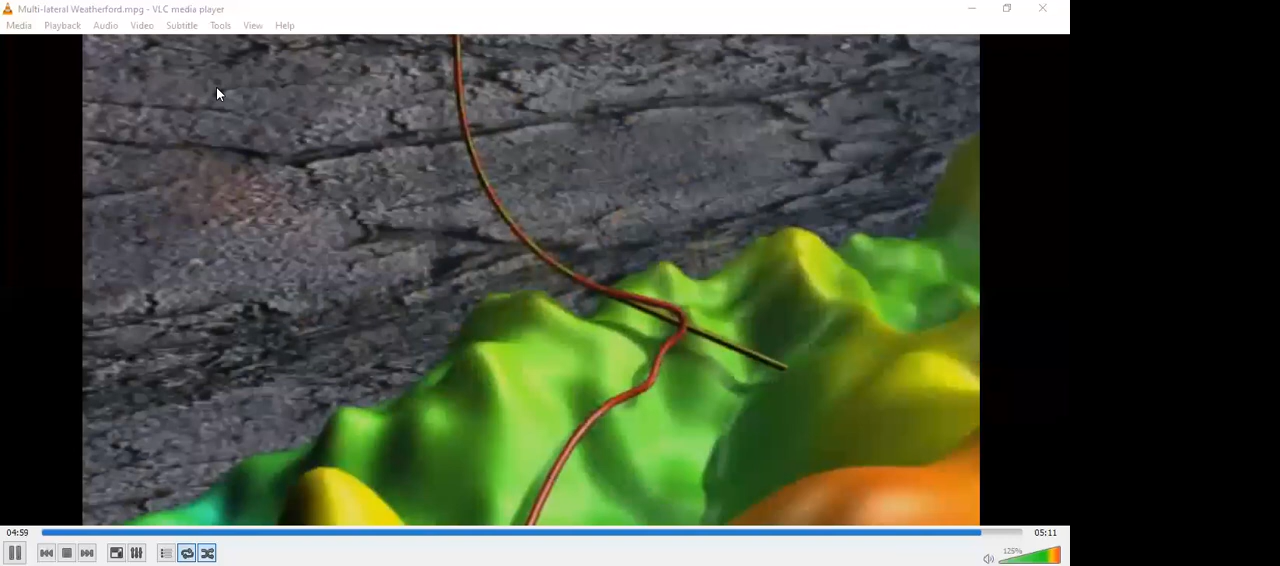 Multi-lateral Weatherford.mpg - VLC media player
Media Playback Audio Video Subtitle Tools View Help
04:59 05:11
125%